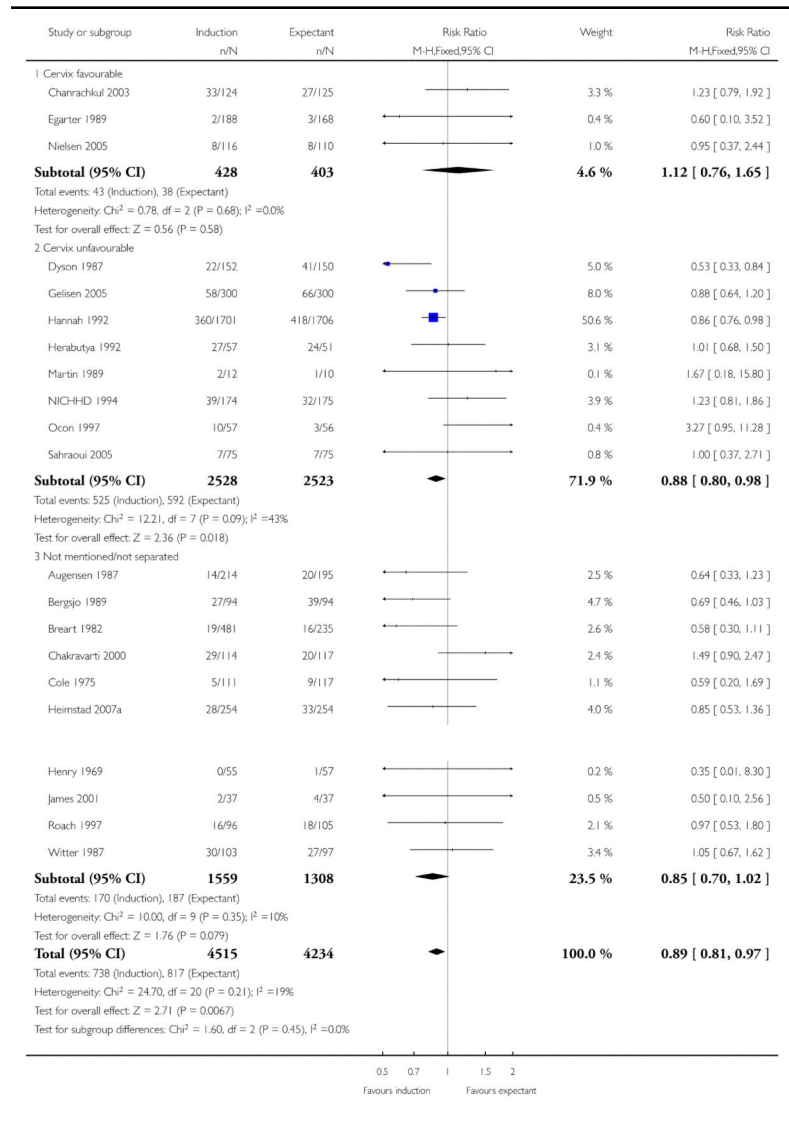 Study or subgroup Induction Expectant Risk Ratio Weight Risk Ratio
n/N n/N M-H,Fixed,95% CI M-H,Fixed,95% CI
1 Cervix favourable
Chanrachkul 2003 33/124 27/125 3.3 % 1.23 [ 0.79, 1.92 ]
Egarter 1989 2/188 3/168 0.4 % 0.60 [ 0.10, 3.52 ]
Nielsen 2005 8/116 8/110 1.0 % 0.95 [ 0.37, 2.44 ]
Subtotal (95% CI) 428 403 4.6 % 1.12 [ 0.76, 1.65 ]
Total events: 43 (Induction), 38 (Expectant)
Heterogeneity: Chi² = 0.78, df = 2 (P = 0.68); I² =0.0%
Test for overall effect: Z = 0.56 (P = 0.58)
2 Cervix unfavourable
Dyson 1987 22/152 41/150 5.0 % 0.53 [ 0.33, 0.84 ]
Gelisen 2005 58/300 66/300 8.0 % 0.88 [ 0.64, 1.20 ]
Hannah 1992 360/1701 418/1706 50.6 % 0.86 [ 0.76, 0.98 ]
Herabutya 1992 27/57 24/51 3.1 % 1.01 [ 0.68, 1.50 ]
Martin 1989 2/12 1/10 0.1 % 1.67 [ 0.18, 15.80 ]
NICHHD 1994 39/174 32/175 3.9 % 1.23 [ 0.81, 1.86 ]
Ocon 1997 10/57 3/56 0.4 % 3.27 [ 0.95, 11.28 ]
Sahraoui 2005 7/75 7/75 0.8 % 1.00 [ 0.37, 2.71 ]
Subtotal (95% CI) 2528 2523 71.9 % 0.88 [ 0.80, 0.98 ]
Total events: 525 (Induction), 592 (Expectant)
Heterogeneity: Chi² = 12.21, df = 7 (P = 0.09); I² =43%
Test for overall effect: Z = 2.36 (P = 0.018)
3 Not mentioned/not separated
Augensen 1987 14/214 20/195 2.5 % 0.64 [ 0.33, 1.23 ]
Bergsjo 1989 27/94 39/94 4.7 % 0.69 [ 0.46, 1.03 ]
Breart 1982 19/481 16/235 2.6 % 0.58 [ 0.30, 1.11 ]
Chakravarti 2000 29/114 20/117 2.4 % 1.49 [ 0.90, 2.47 ]
Cole 1975 5/111 9/117 1.1 % 0.59 [ 0.20, 1.69 ]
Heimstad 2007a 28/254 33/254 4.0 % 0.85 [ 0.53, 1.36 ]
Henry 1969 0/55 1/57 0.2 % 0.35 [ 0.01, 8.30 ]
James 2001 2/37 4/37 0.5 % 0.50 [ 0.10, 2.56 ]
Roach 1997 16/96 18/105 2.1 % 0.97 [ 0.53, 1.80 ]
Witter 1987 30/103 27/97 3.4 % 1.05 [ 0.67, 1.62 ]
Subtotal (95% CI) 1559 1308 23.5 % 0.85 [ 0.70, 1.02 ]
Total events: 170 (Induction), 187 (Expectant)
Heterogeneity: Chi² = 10.00, df = 9 (P = 0.35); I² =10%
Test for overall effect: Z = 1.76 (P = 0.079)
Total (95% CI) 4515 4234 100.0 % 0.89 [ 0.81, 0.97 ]
Total events: 738 (Induction), 817 (Expectant)
Heterogeneity: Chi² = 24.70, df = 20 (P = 0.21); I² =19%
Test for overall effect: Z = 2.71 (P = 0.0067)
Test for subgroup differences: Chi² = 1.60, df = 2 (P = 0.45), I² =0.0%
0.5 0.7 1 1.5 2
Favours induction Favours expectant